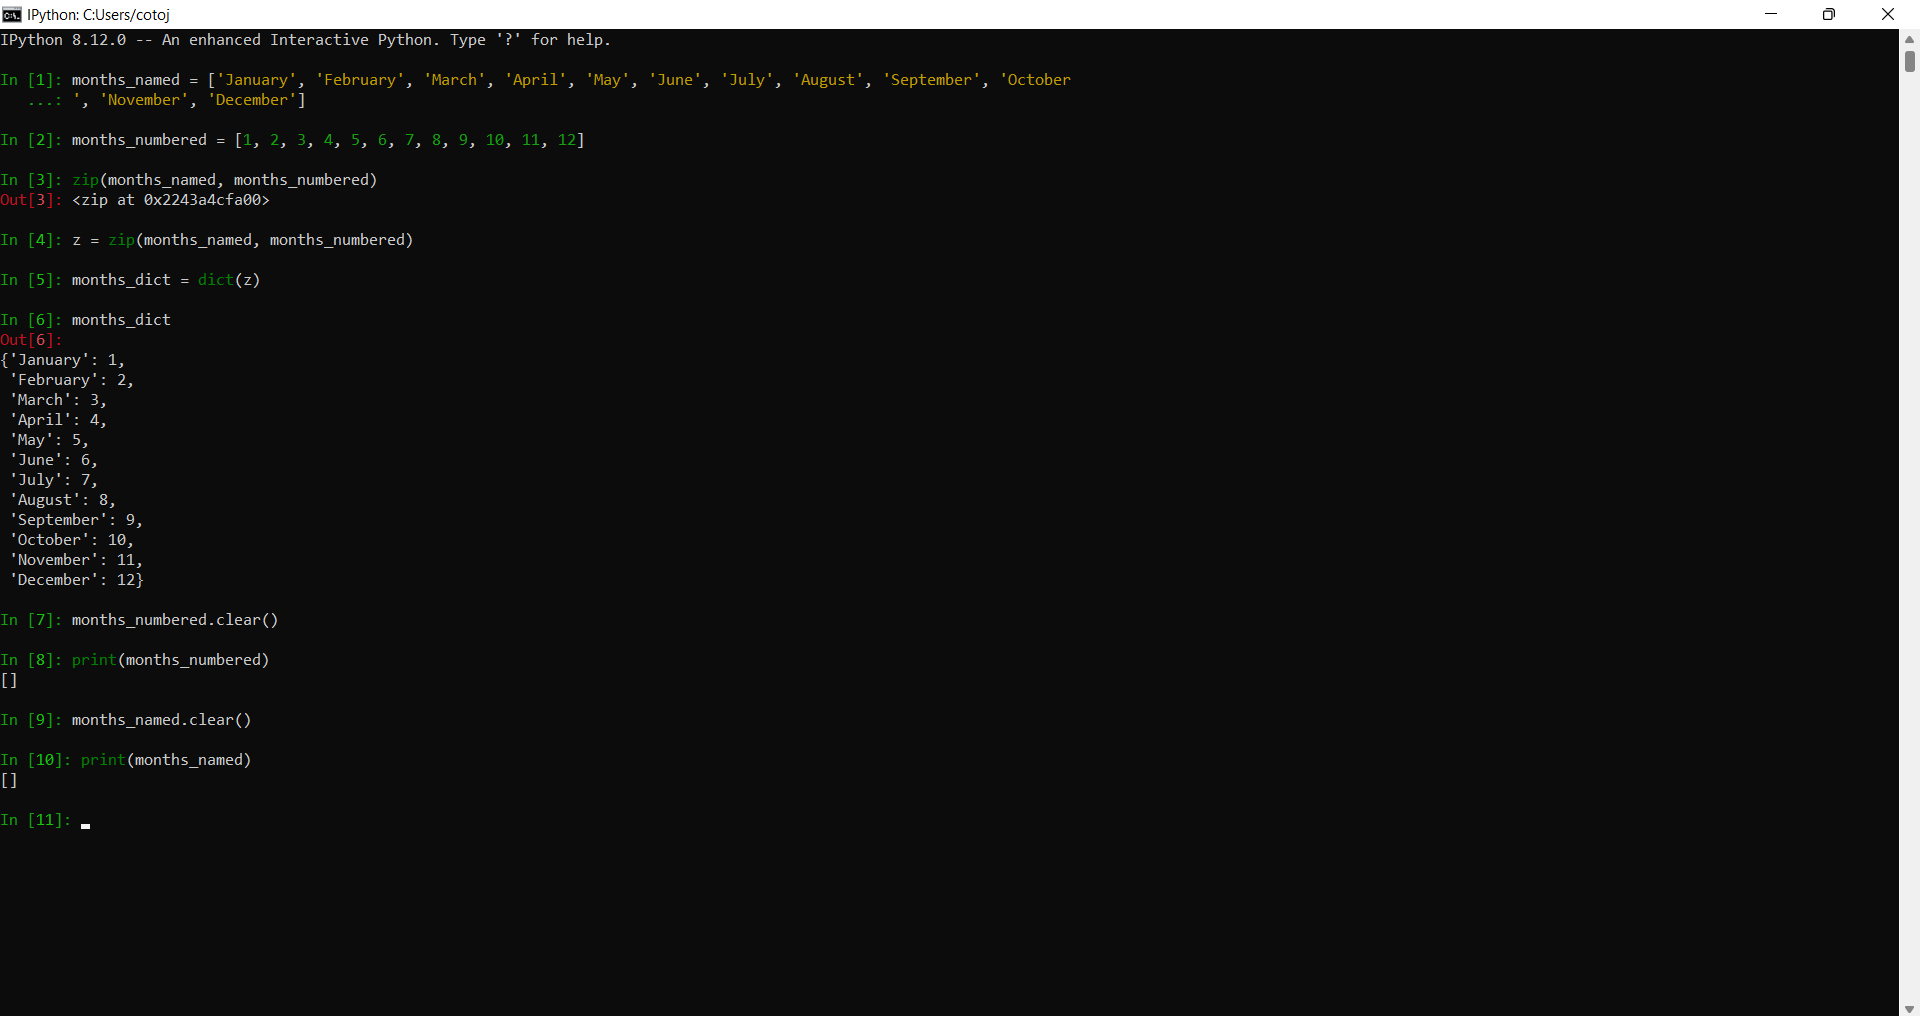 IPython: C:Users/cotoj
IPython 8.12.0 -- An enhanced Interactive Python. Type '?' for help.
In [1]: months_named = ['January', 'February', 'March', 'April', 'May', 'June', 'July', 'August', 'September', 'October
   ...: ', 'November', 'December']
In [2]: months_numbered = [1, 2, 3, 4, 5, 6, 7, 8, 9, 10, 11, 12]
In [3]: zip(months_named, months_numbered)
Out[3]: <zip at 0x2243a4cfa00>
In [4]: z = zip(months_named, months_numbered)
In [5]: months_dict = dict(z)
In [6]: months_dict
Out[6]:
{'January': 1,
 'February': 2,
 'March': 3,
 'April': 4,
 'May': 5,
 'June': 6,
 'July': 7,
 'August': 8,
 'September': 9,
 'October': 10,
 'November': 11,
 'December': 12}
In [7]: months_numbered.clear()
In [8]: print(months_numbered)
[]
In [9]: months_named.clear()
In [10]: print(months_named)
[]
In [11]: